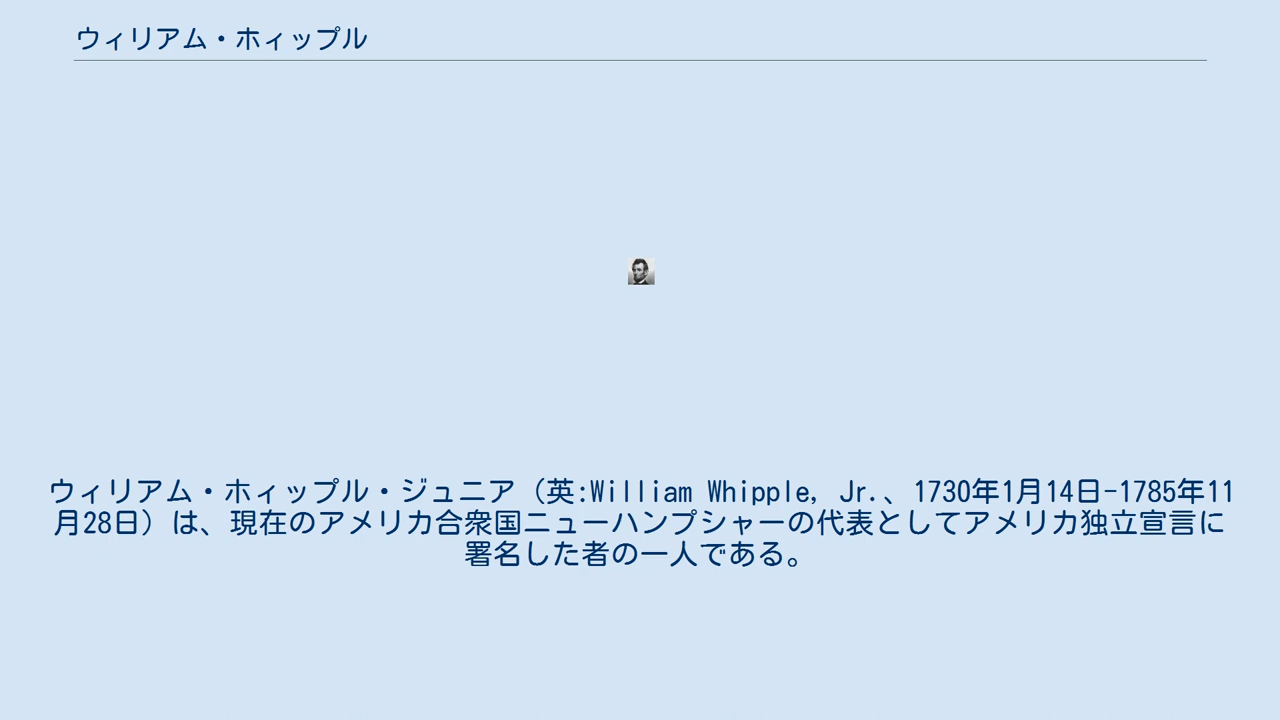 ウィリアム・ホィップル
ウィリアム・ホィップル・ジュニア（英:William Whipple, Jr.、1730年1月14日-1785年11
月28日）は、現在のアメリカ合衆国ニューハンプシャーの代表としてアメリカ独立宣言に
署名した者の一人である。